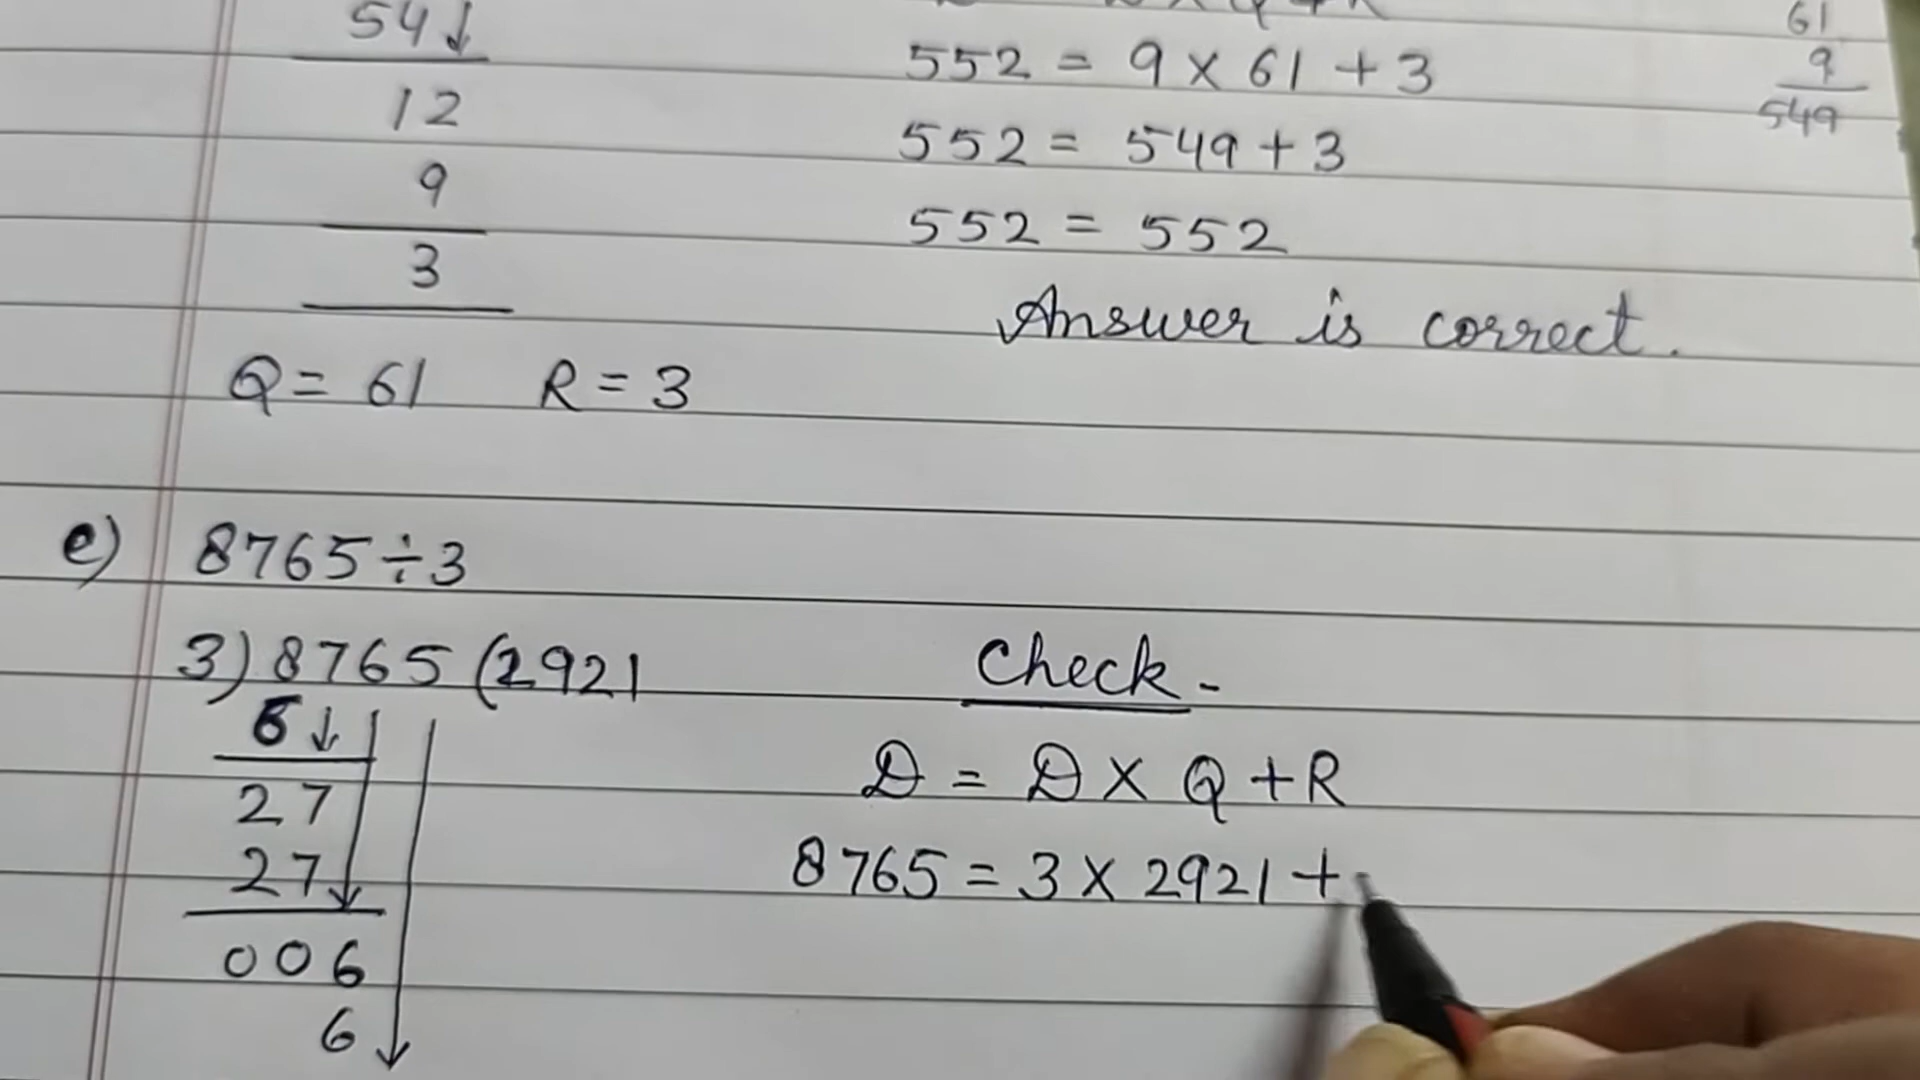 54↓
12
9
3
Q = 61 R = 3
552 = 9 × 61 + 3
552 = 549 + 3
552 = 552
Answer is correct.
61
9
549
e) 8765 ÷ 3
3) 8765 (2921
6↓
27
27
006
6
Check -
D = D × Q + R
8765 = 3 × 2921 +